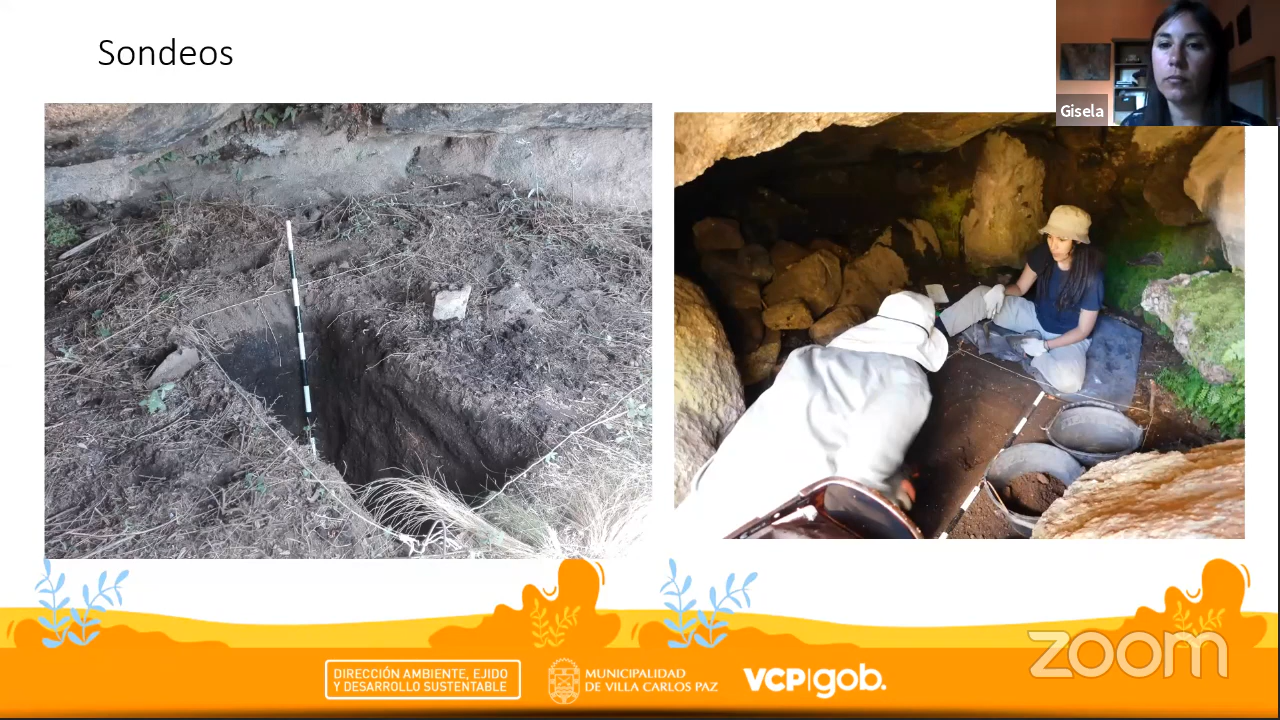 Sondeos
Gisela
DIRECCIÓN AMBIENTE, EJIDO
Y DESARROLLO SUSTENTABLE
MUNICIPALIDAD
DE VILLA CARLOS PAZ
VCP|gob.
zoom